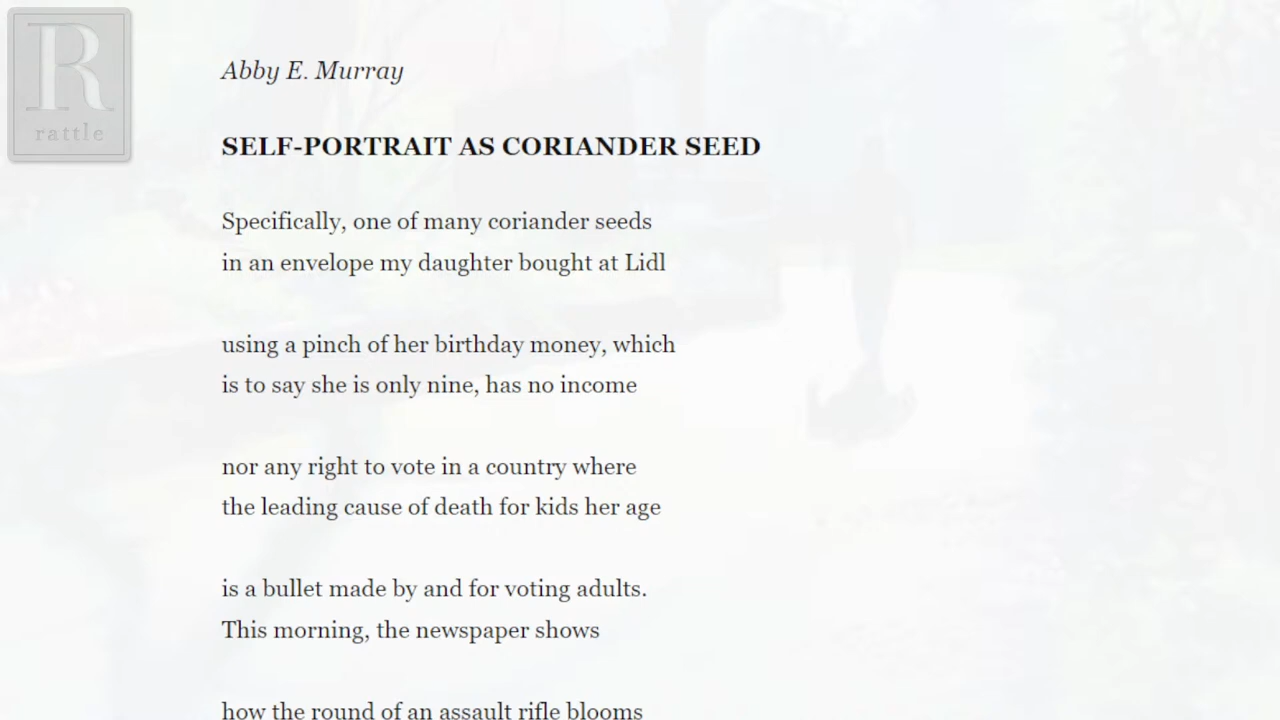 R
rattle
Abby E. Murray
SELF-PORTRAIT AS CORIANDER SEED
Specifically, one of many coriander seeds
in an envelope my daughter bought at Lidl
using a pinch of her birthday money, which
is to say she is only nine, has no income
nor any right to vote in a country where
the leading cause of death for kids her age
is a bullet made by and for voting adults.
This morning, the newspaper shows
how the round of an assault rifle blooms